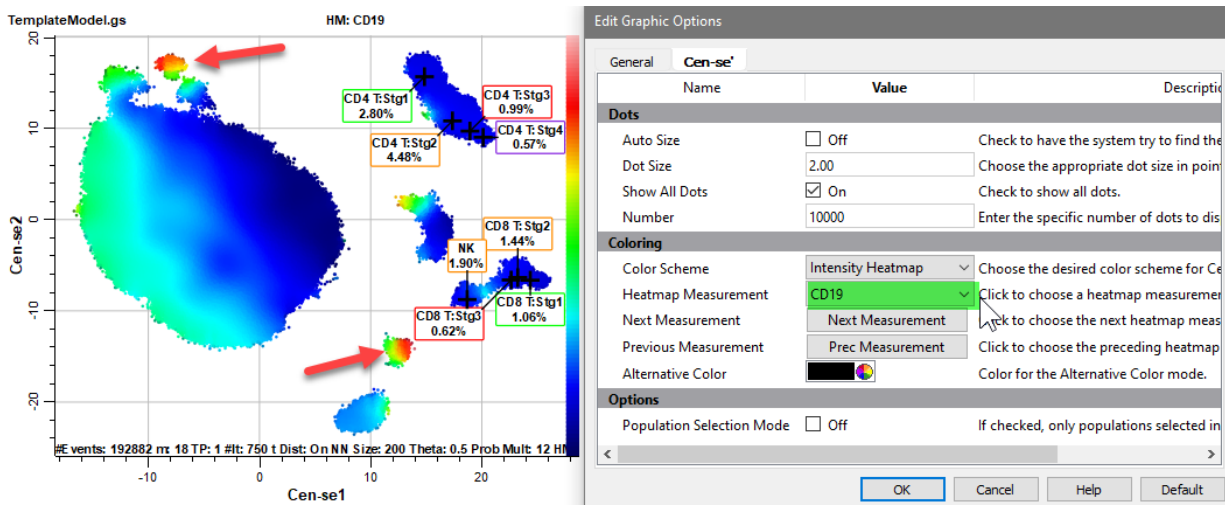 TemplateModel.gs
HM: CD19
20
10
0
-10
-20
Cen-se2
CD4 T:Stg1
2.80%
CD4 T:Stg3
0.99%
CD4 T:Stg4
0.57%
CD4 T:Stg2
4.48%
CD8 T:Stg2
1.44%
NK
1.90%
CD8 T:Stg1
1.06%
CD8 T:Stg3
0.62%
#Events: 192882 m: 18 TP: 1 #It: 750 t Dist: On NN Size: 200 Theta: 0.5 Prob Mult: 12
-10
0
10
20
Cen-se1
Edit Graphic Options
General
Cen-se'
Name
Value
Dots
Auto Size
Off
Check to have the system try to find the
Dot Size
2.00
Choose the appropriate dot size in
Show All Dots
On
Check to show all dots.
Number
10000
Enter the specific number of dots to
Coloring
Color Scheme
Intensity Heatmap
Choose the desired color scheme for
Heatmap Measurement
CD19
Click to choose a heatmap
Next Measurement
Next Measurement
to choose the next heatmap
Previous Measurement
Prec Measurement
Click to choose the preceding heatmap
Alternative Color
Color for the Alternative Color mode.
Options
Population Selection Mode
Off
If checked, only populations selected in
< >
OK
Cancel
Help
Default